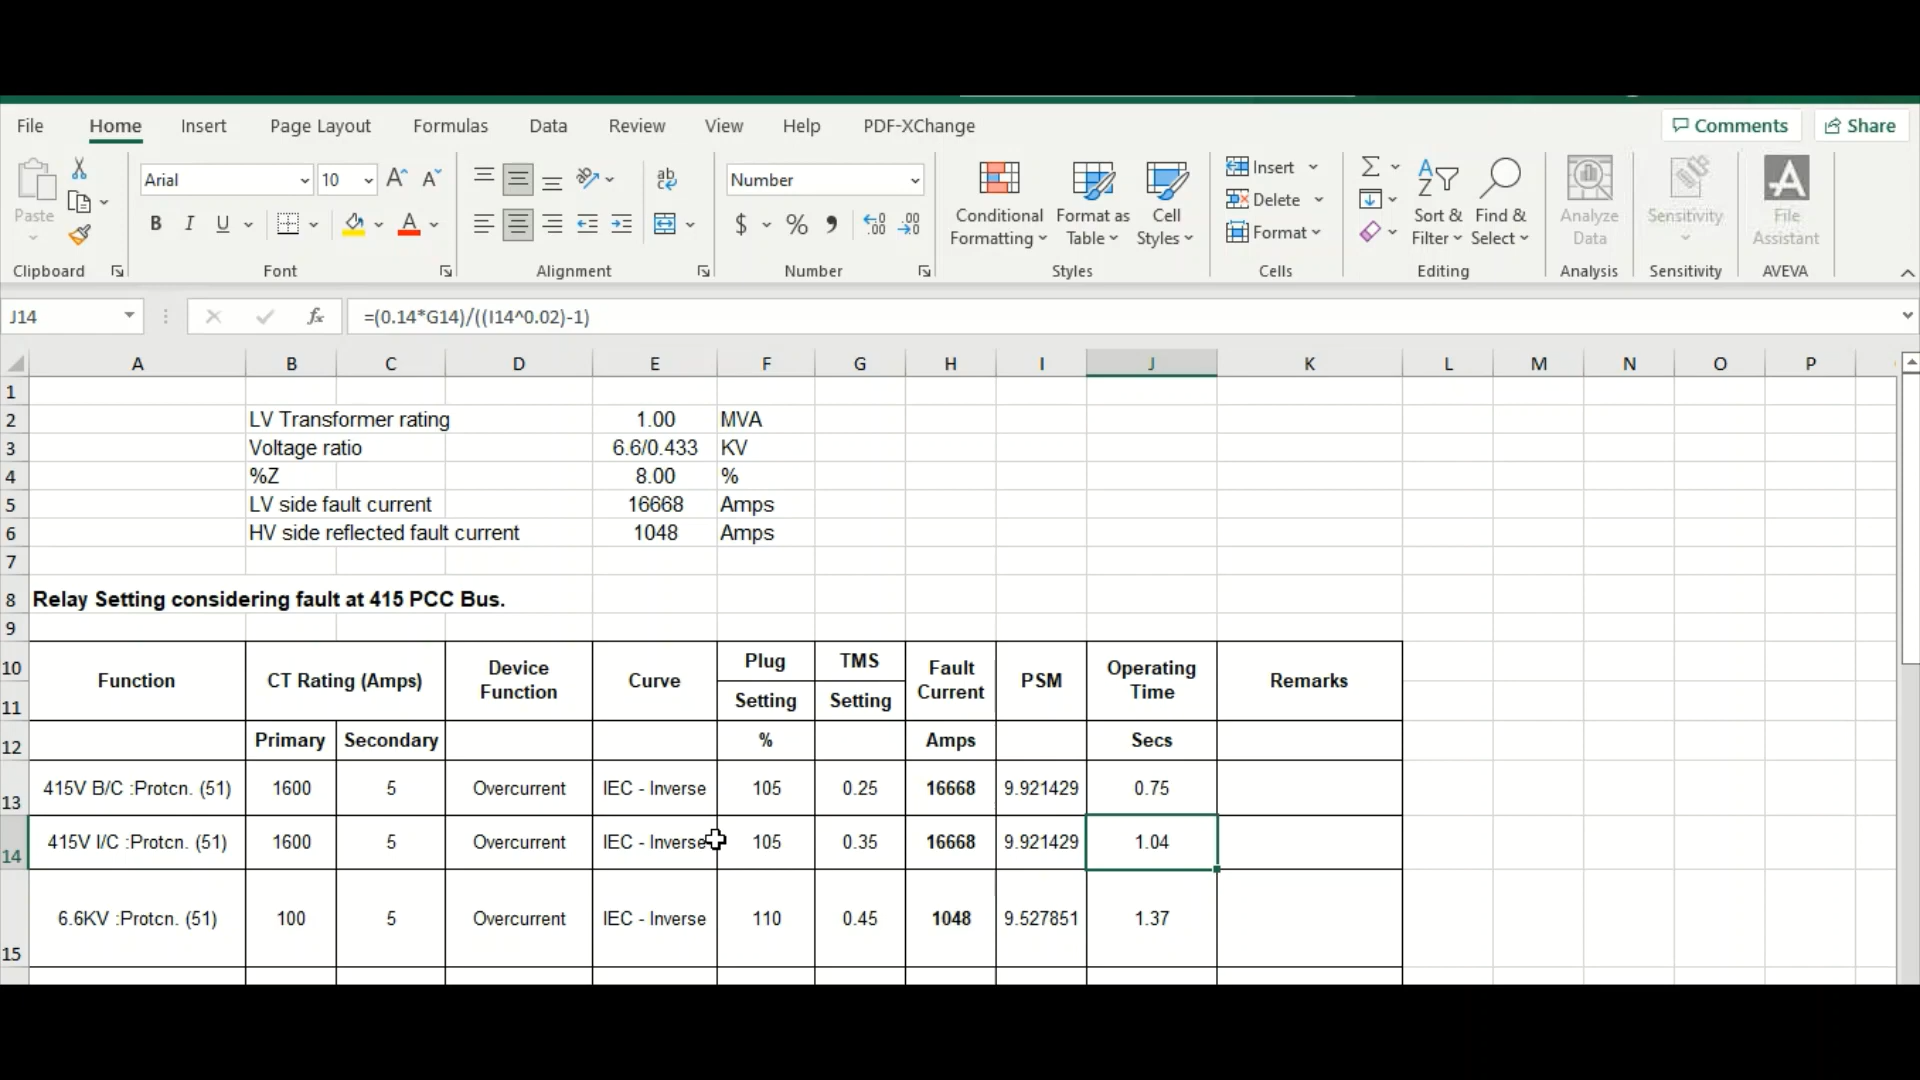 File Home Insert Page Layout Formulas Data Review View Help PDF-XChange Comments Share
Paste
Clipboard
Arial 10
B I U
Font
ab
Alignment
Number
$ % ,
Number
Conditional Formatting
Format as Table
Cell Styles
Styles
Insert
Delete
Format
Cells
Sort & Filter
Find & Select
Editing
Analyze Data
Analysis
Sensitivity
Sensitivity
File Assistant
AVEVA
J14 fx =(0.14*G14)/((I14^0.02)-1)
A B C D E F G H I J K L M N O P
1
2 LV Transformer rating 1.00 MVA
3 Voltage ratio 6.6/0.433 KV
4 %Z 8.00 %
5 LV side fault current 16668 Amps
6 HV side reflected fault current 1048 Amps
7
8 Relay Setting considering fault at 415 PCC Bus.
9
10 Function CT Rating (Amps) Device Function Curve Plug TMS Fault Current PSM Operating Time Remarks
11 Setting Setting
12 Primary Secondary % Amps Secs
13 415V B/C :Protcn. (51) 1600 5 Overcurrent IEC - Inverse 105 0.25 16668 9.921429 0.75
14 415V I/C :Protcn. (51) 1600 5 Overcurrent IEC - Inverse 105 0.35 16668 9.921429 1.04
15 6.6KV :Protcn. (51) 100 5 Overcurrent IEC - Inverse 110 0.45 1048 9.527851 1.37